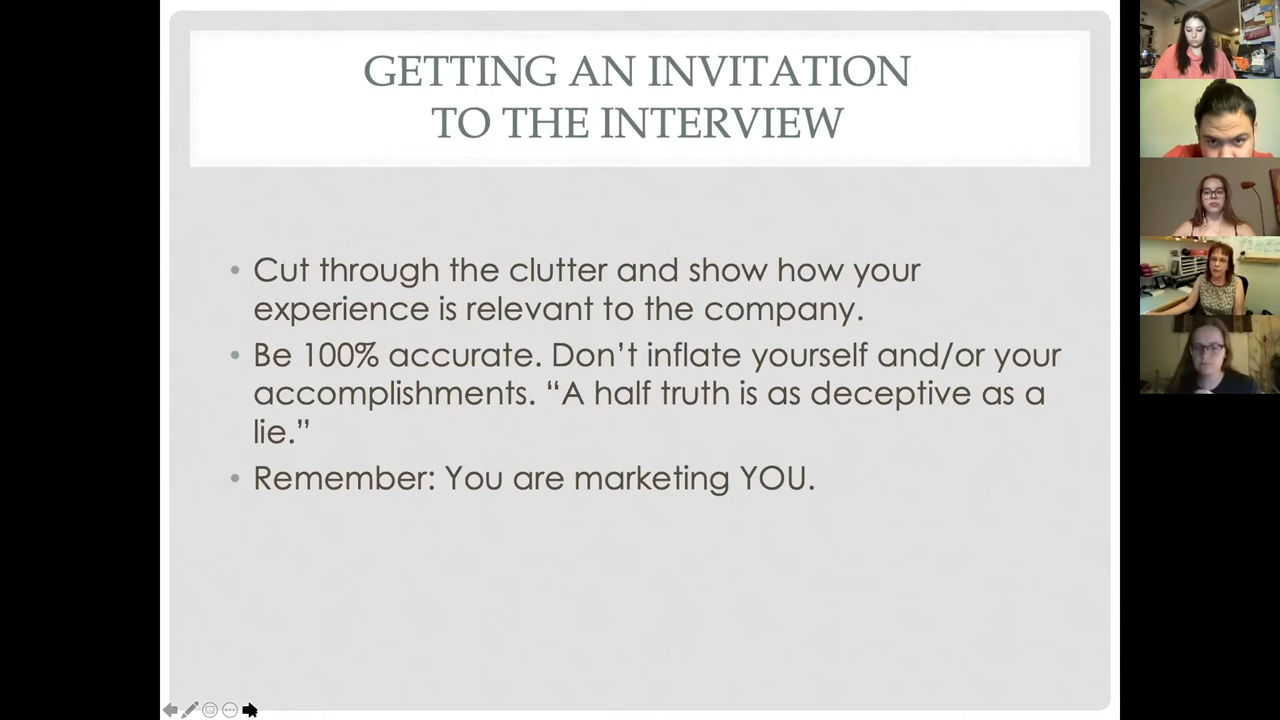 GETTING AN INVITATION
TO THE INTERVIEW
• Cut through the clutter and show how your
experience is relevant to the company.
• Be 100% accurate. Don’t inflate yourself and/or your
accomplishments. “A half truth is as deceptive as a
lie.”
• Remember: You are marketing YOU.